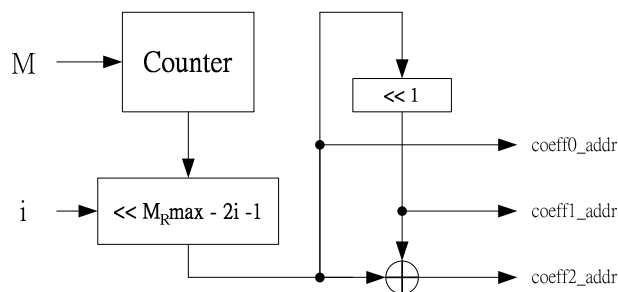 M
Counter
<< 1
coeff0_addr
<< M_Rmax - 2i -1
i
coeff1_addr
coeff2_addr